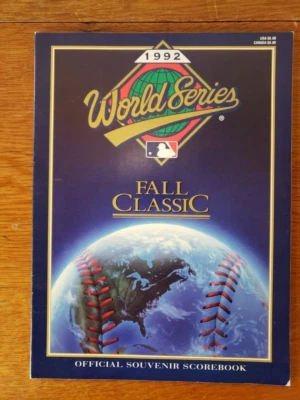 1992
World Series
®
FALL
CLASSIC
OFFICIAL SOUVENIR SCOREBOOK